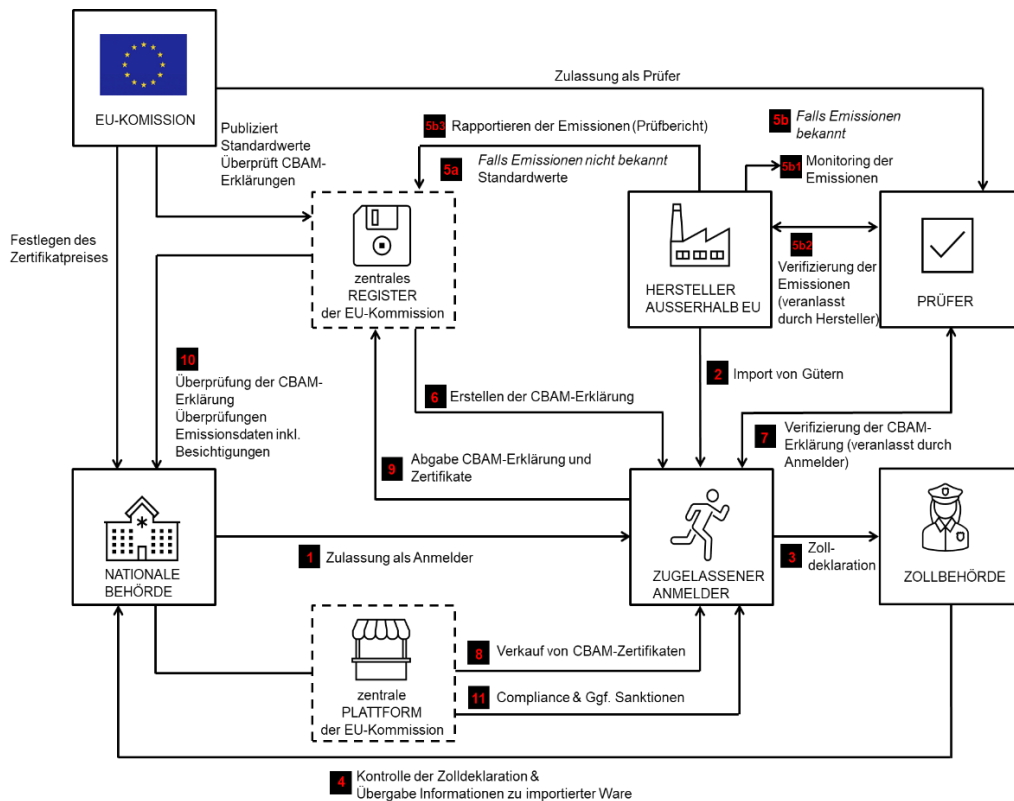 EU-KOMISSION
Zulassung als Prüfer
Publiziert
Standardwerte
Überprüft CBAM-
Erklärungen
5b3 Rapportieren der Emissionen (Prüfbericht)
5a Falls Emissionen nicht bekannt
Standardwerte
5b Falls Emissionen
bekannt
5b1 Monitoring der
Emissionen
Festlegen des
Zertifikatpreises
zentrales
REGISTER
der EU-Kommission
HERSTELLER
AUSSERHALB EU
5b2
Verifizierung der
Emissionen
(veranlasst
durch Hersteller)
PRÜFER
10
Überprüfung der CBAM-
Erklärung
Überprüfungen
Emissionsdaten inkl.
Besichtigungen
2 Import von Gütern
6 Erstellen der CBAM-Erklärung
7 Verifizierung der CBAM-
Erklärung (veranlasst durch
Anmelder)
9 Abgabe CBAM-Erklärung und
Zertifikate
NATIONALE
BEHÖRDE
1 Zulassung als Anmelder
ZUGELASSENER
ANMELDER
3 Zoll-
deklaration
ZOLLBEHÖRDE
zentrale
PLATTFORM
der EU-Kommission
8 Verkauf von CBAM-Zertifikaten
11 Compliance & Ggf. Sanktionen
4 Kontrolle der Zolldeklaration &
Übergabe Informationen zu importierter Ware